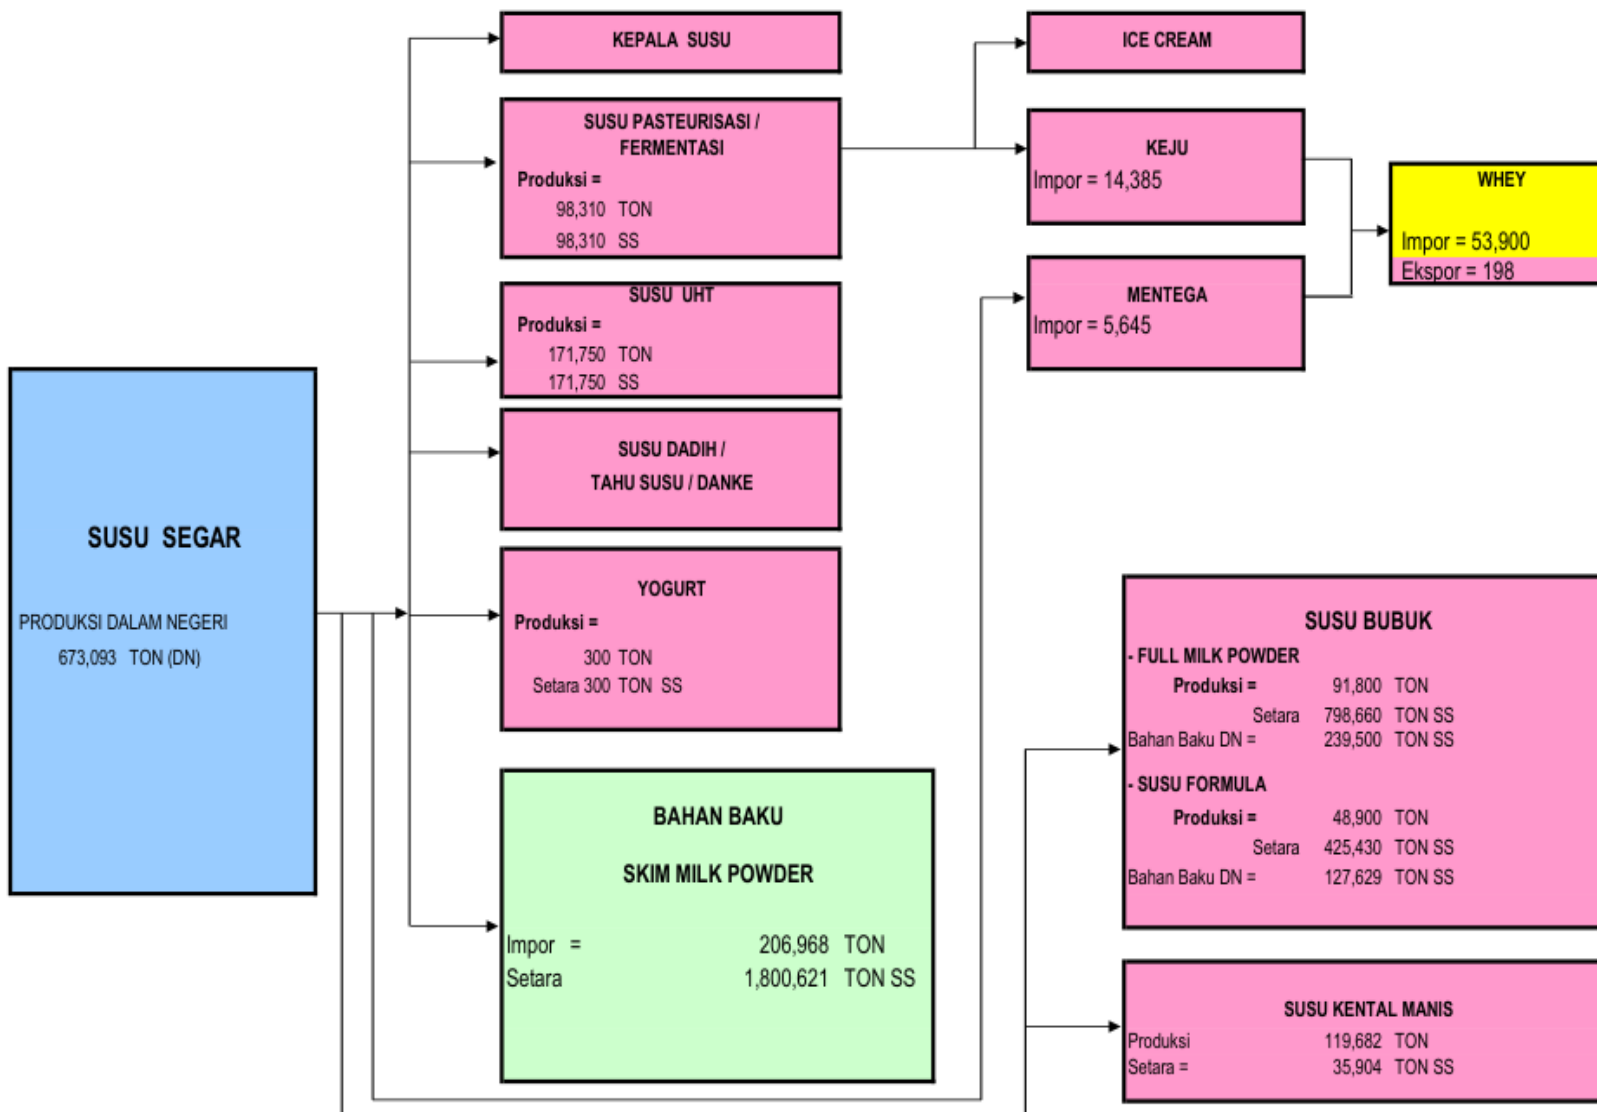 KEPALA SUSU
SUSU PASTEURISASI /
FERMENTASI
Produksi =
98,310 TON
98,310 SS
SUSU UHT
Produksi =
171,750 TON
171,750 SS
SUSU DADIH /
TAHU SUSU / DANKE
YOGURT
Produksi =
300 TON
Setara 300 TON SS
BAHAN BAKU
SKIM MILK POWDER
Impor = 206,968 TON
Setara 1,800,621 TON SS
SUSU SEGAR
PRODUKSI DALAM NEGERI
673,093 TON (DN)
ICE CREAM
KEJU
Impor = 14,385
MENTEGA
Impor = 5,645
WHEY
Impor = 53,900
Ekspor = 198
SUSU BUBUK
- FULL MILK POWDER
Produksi = 91,800 TON
Setara 798,660 TON SS
Bahan Baku DN = 239,500 TON SS
- SUSU FORMULA
Produksi = 48,900 TON
Setara 425,430 TON SS
Bahan Baku DN = 127,629 TON SS
SUSU KENTAL MANIS
Produksi 119,682 TON
Setara = 35,904 TON SS